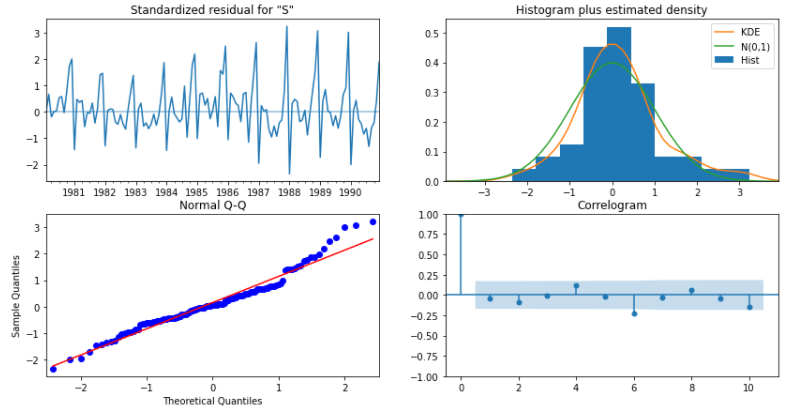 Standardized residual for "S"
3
2
1
0
−1
−2
1981 1982 1983 1984 1985 1986 1987 1988 1989 1990
Histogram plus estimated density
KDE
N(0,1)
Hist
0.5
0.4
0.3
0.2
0.1
0.0
−3 −2 −1 0 1 2 3
Normal Q-Q
Sample Quantiles
3
2
1
0
−1
−2
−2 −1 0 1 2
Theoretical Quantiles
Correlogram
1.00
0.75
0.50
0.25
0.00
−0.25
−0.50
−0.75
−1.00
0 2 4 6 8 10